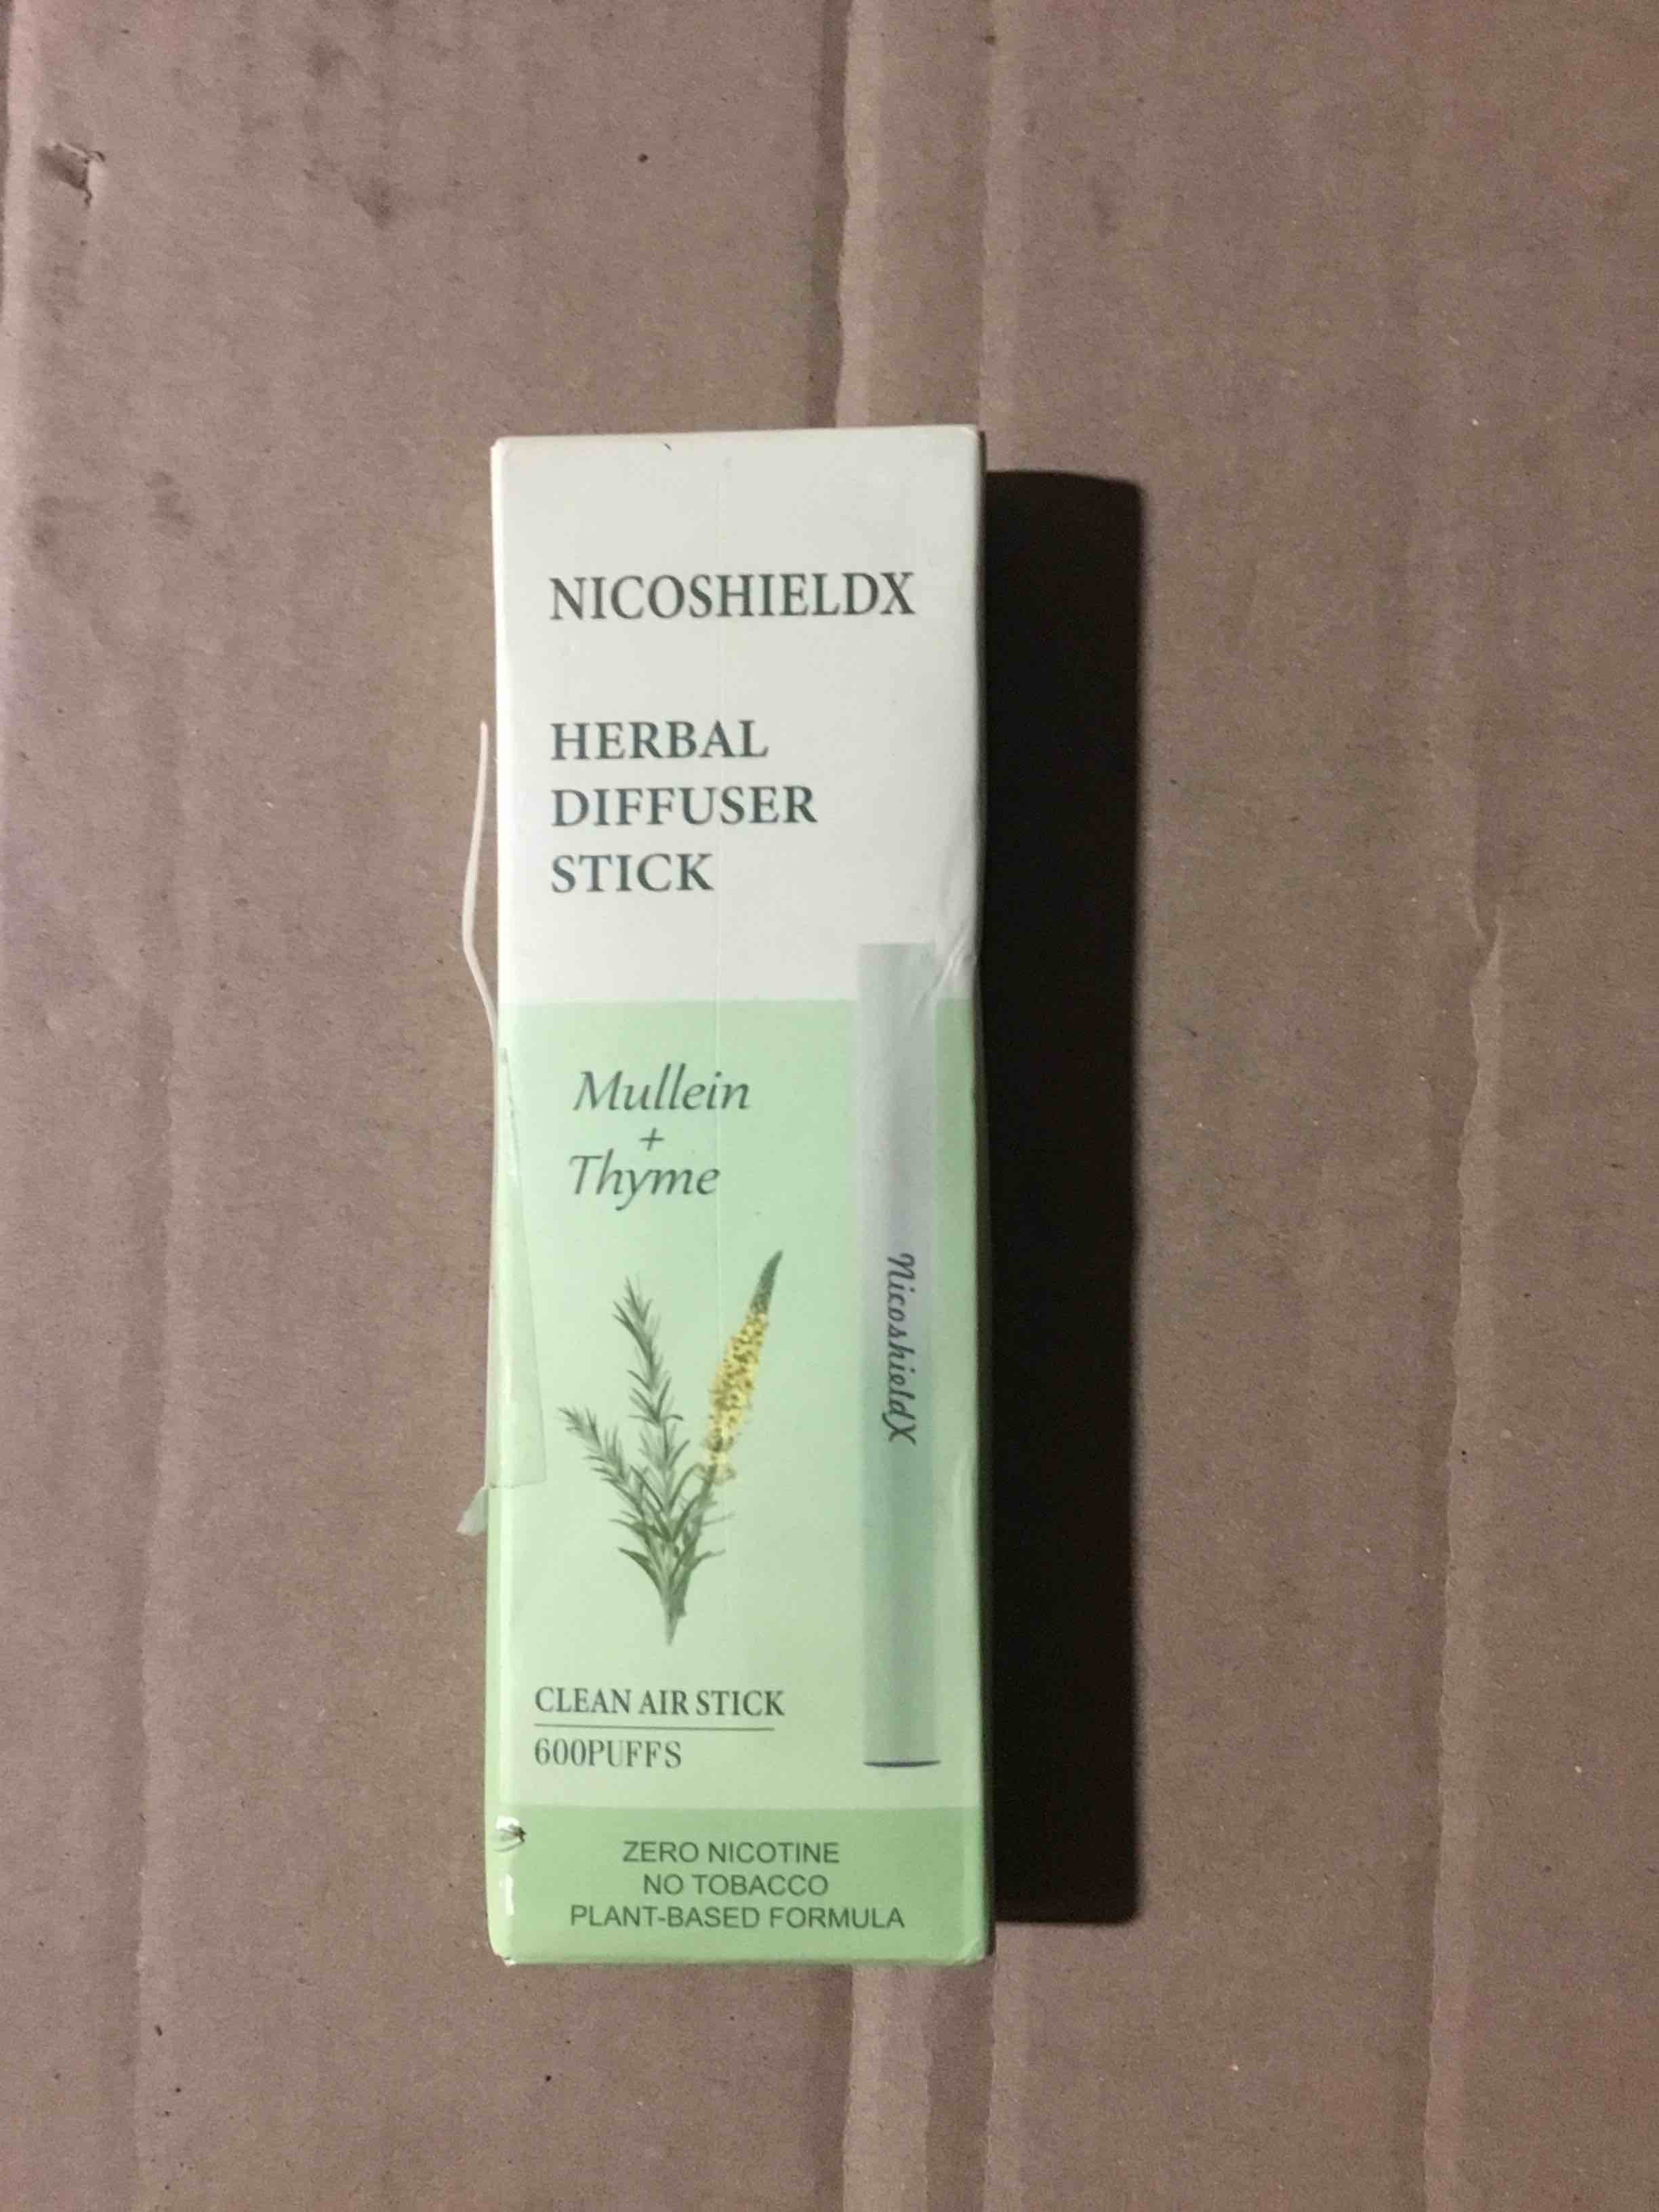 NICOSHIELDX
HERBAL
DIFFUSER
STICK
Mullein
+
Thyme
NicoshieldX
CLEAN AIR STICK
600PUFFS
ZERO NICOTINE
NO TOBACCO
PLANT-BASED FORMULA